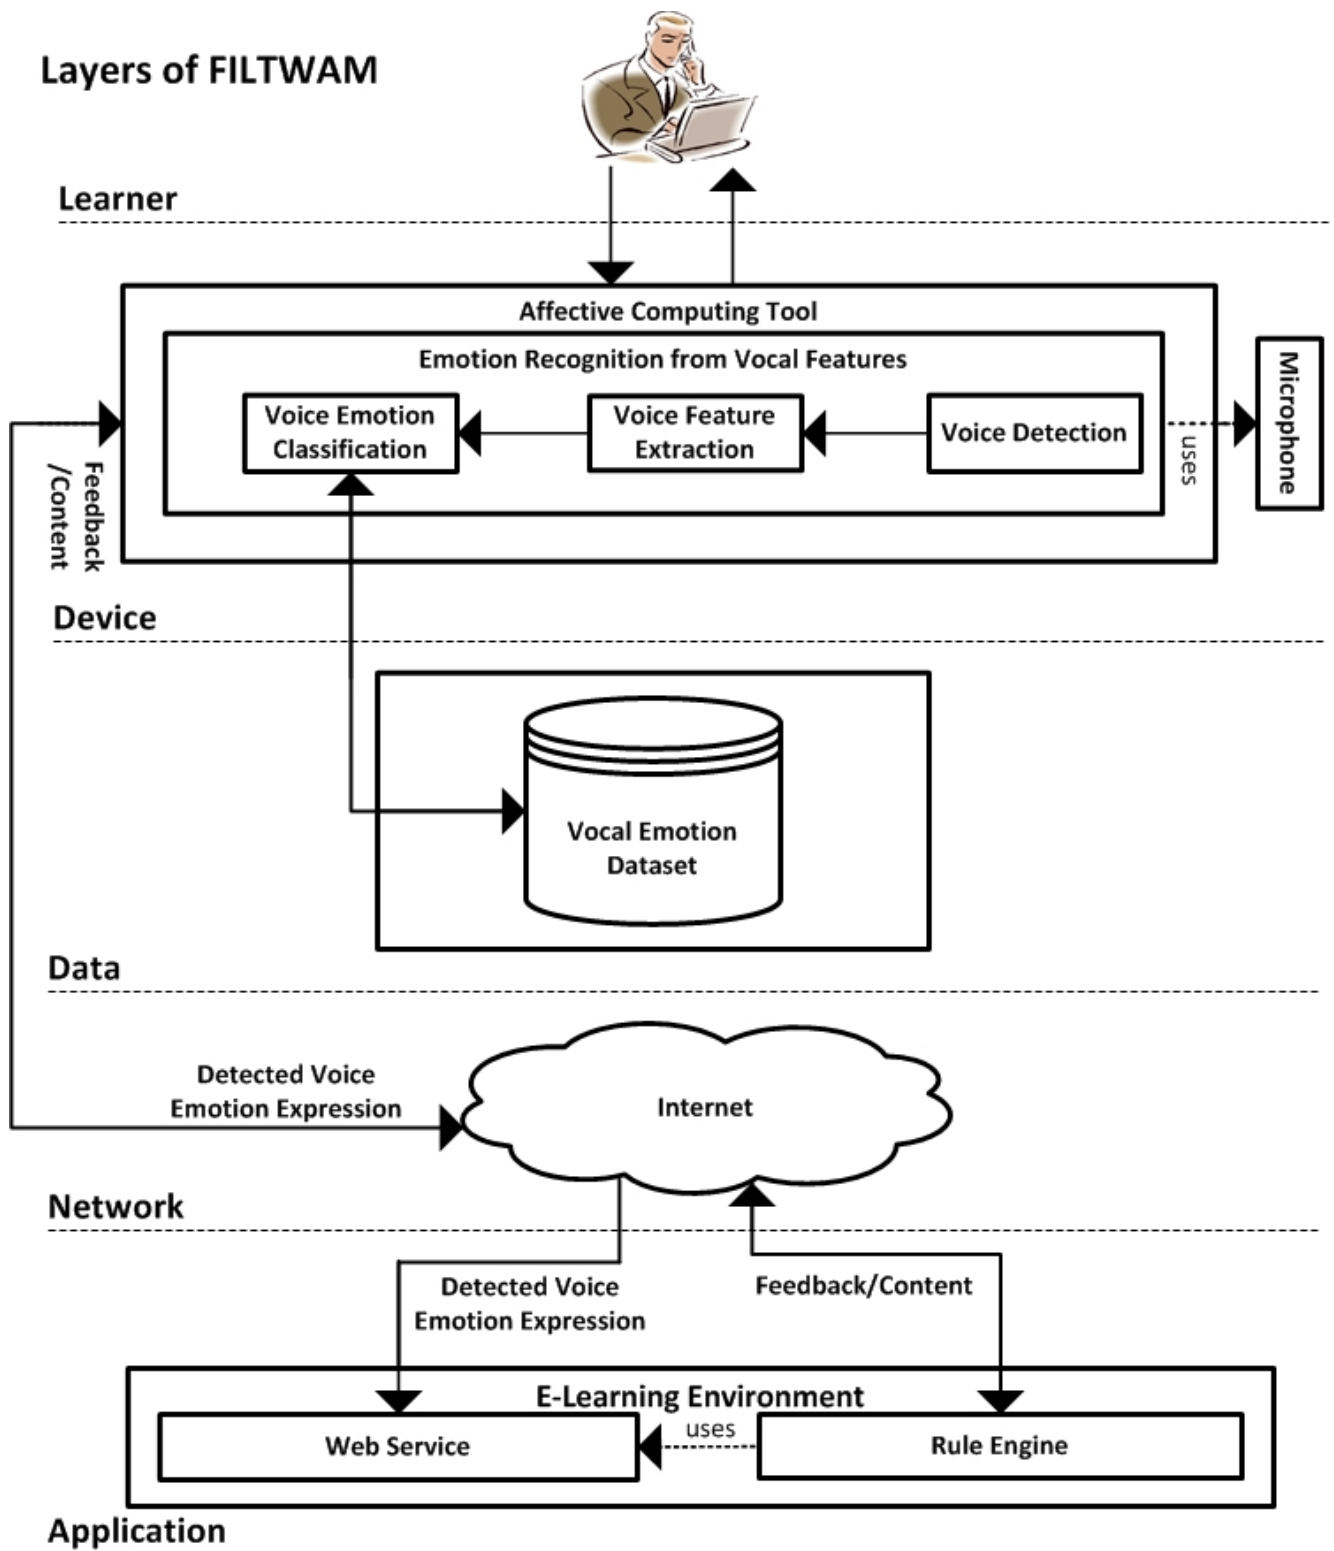 Layers of FILTWAM
Learner
Affective Computing Tool
Emotion Recognition from Vocal Features
Voice Emotion
Classification
Voice Feature
Extraction
Voice Detection
uses
Microphone
Feedback
/Content
Device
Vocal Emotion
Dataset
Data
Detected Voice
Emotion Expression
Internet
Network
Detected Voice
Emotion Expression
Feedback/Content
E-Learning Environment
Web Service
uses
Rule Engine
Application